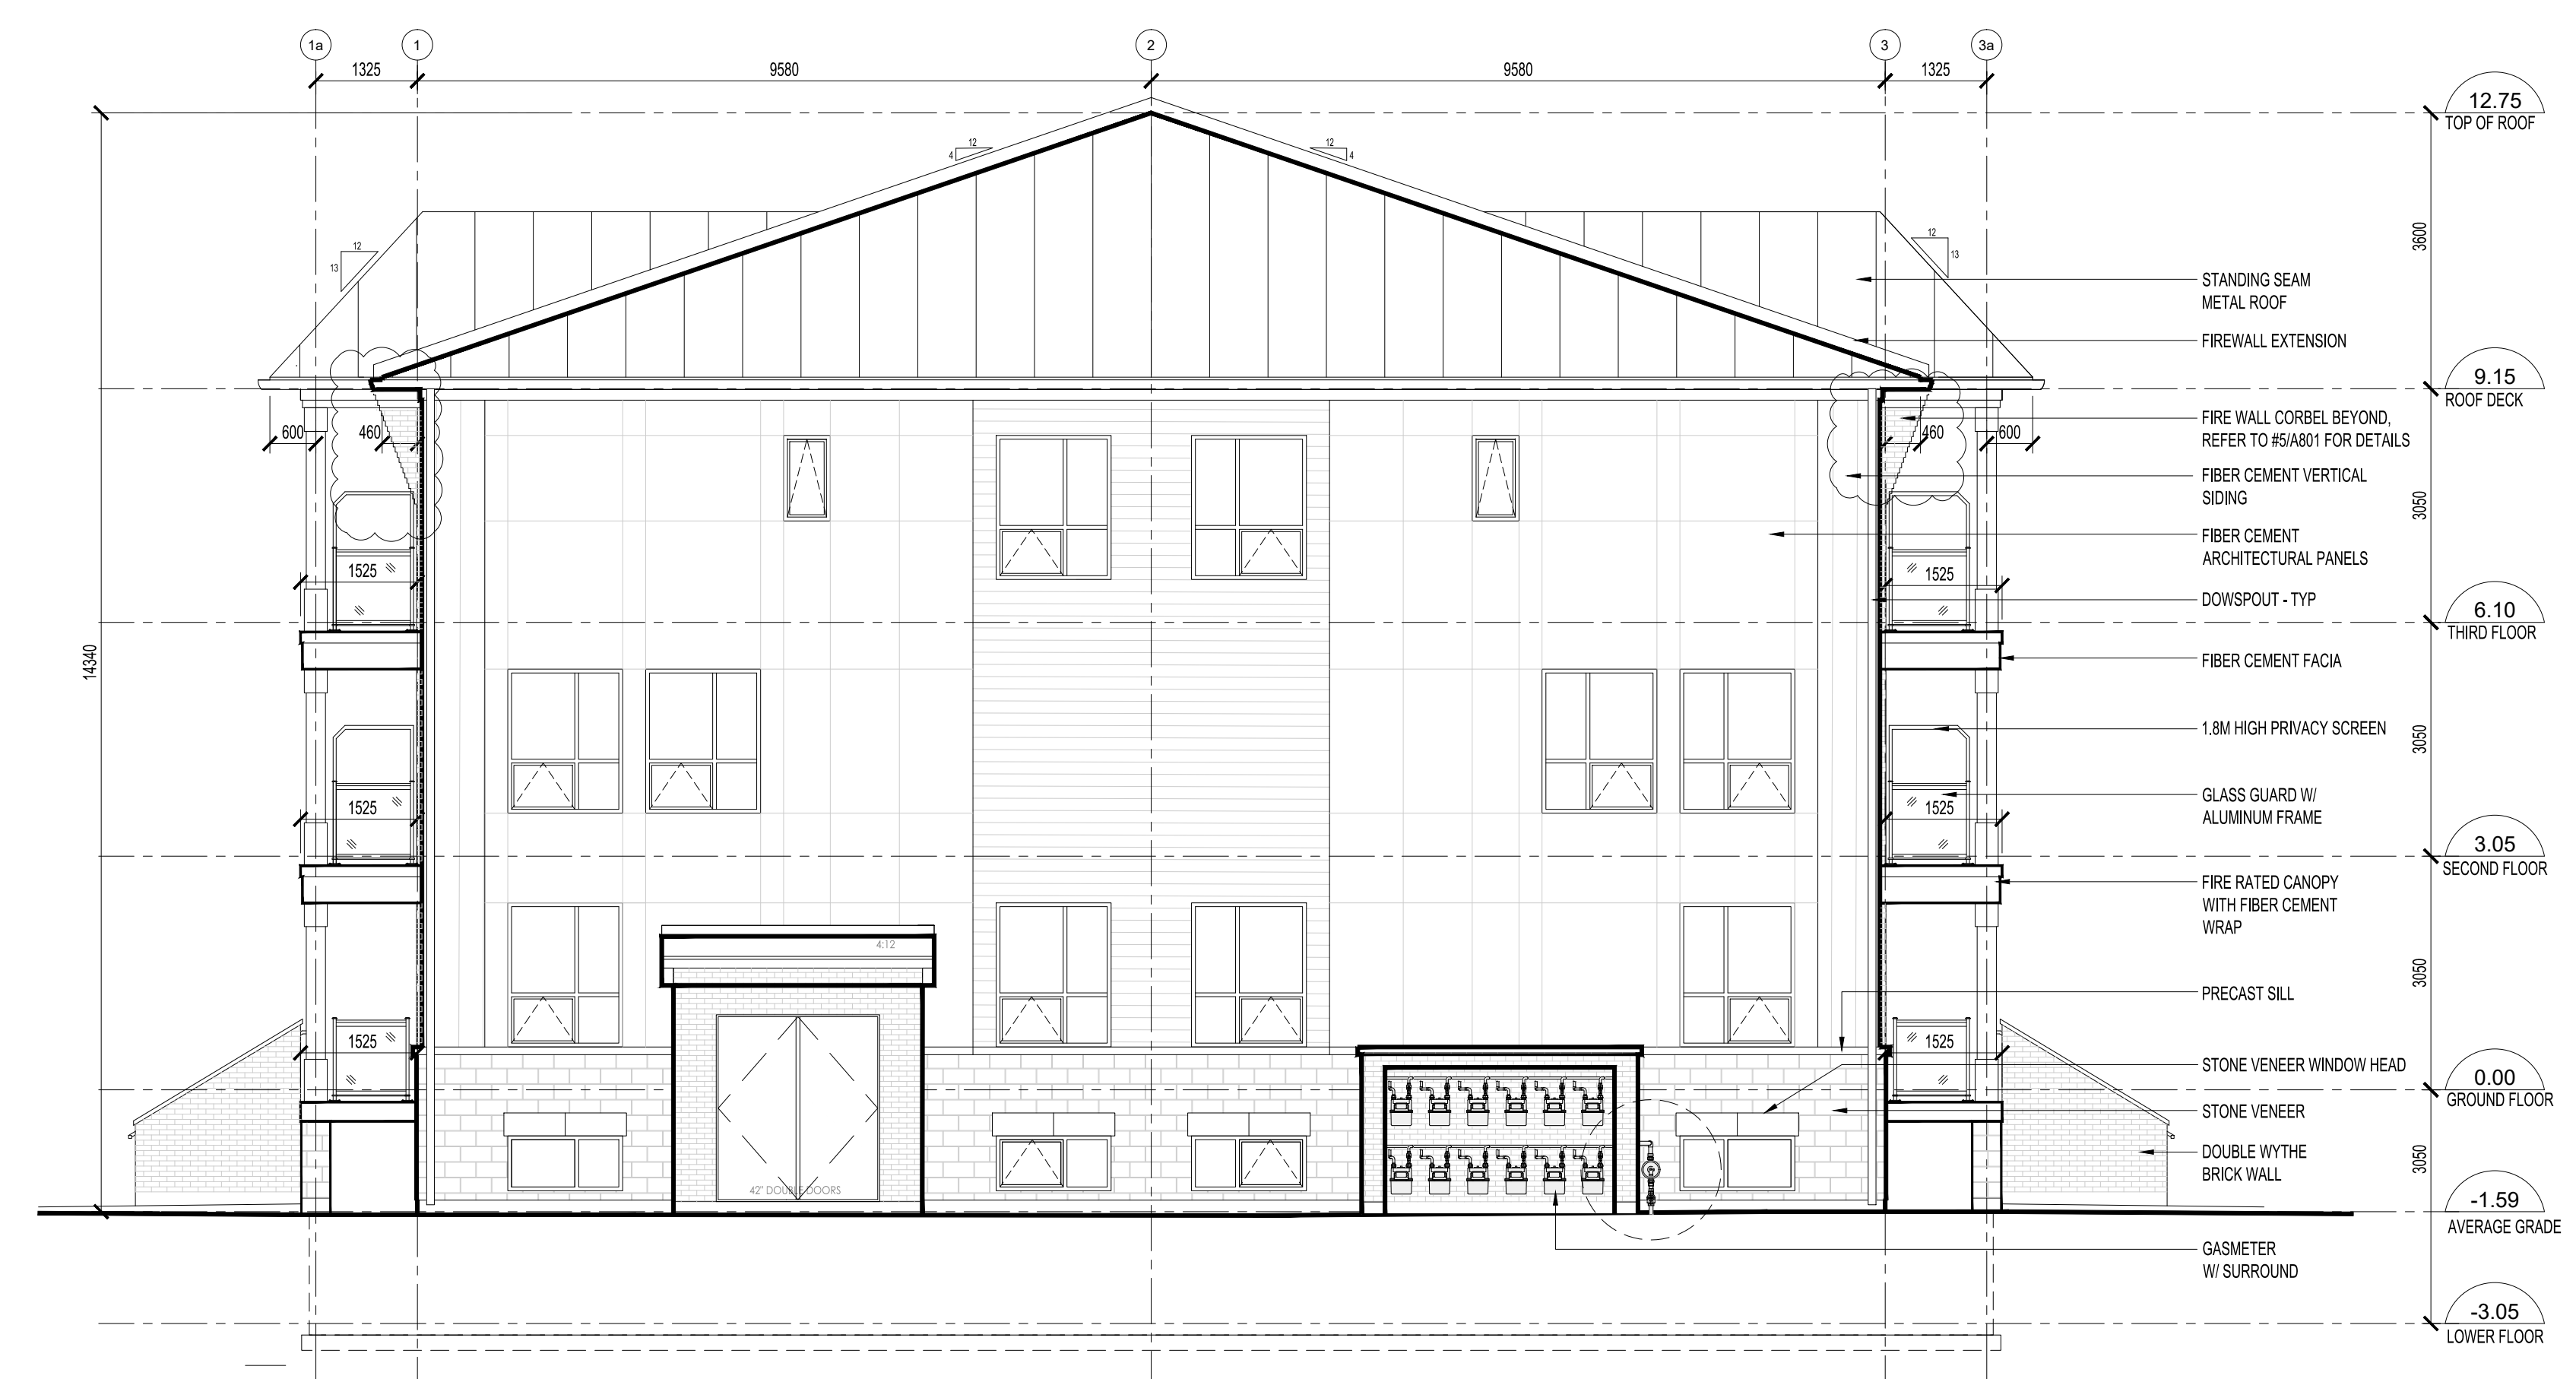 1a 1 2 3 3a
1325 9580 9580 1325
12.75
TOP OF ROOF
12 12
4 4
12 12
13 13
3600
STANDING SEAM
METAL ROOF
FIREWALL EXTENSION
9.15
ROOF DECK
600 460 460 600
FIRE WALL CORBEL BEYOND,
REFER TO #5/A801 FOR DETAILS
FIBER CEMENT VERTICAL
SIDING
3050
FIBER CEMENT
ARCHITECTURAL PANELS
1525 1525
DOWSPOUT - TYP
6.10
THIRD FLOOR
14340
FIBER CEMENT FACIA
1.8M HIGH PRIVACY SCREEN
3050
GLASS GUARD W/
ALUMINUM FRAME
1525 1525
3.05
SECOND FLOOR
FIRE RATED CANOPY
WITH FIBER CEMENT
WRAP
4:12
3050
PRECAST SILL
1525 1525
STONE VENEER WINDOW HEAD
0.00
GROUND FLOOR
STONE VENEER
DOUBLE WYTHE
BRICK WALL
3050
42" DOUBLE DOORS
-1.59
AVERAGE GRADE
GASMETER
W/ SURROUND
-3.05
LOWER FLOOR